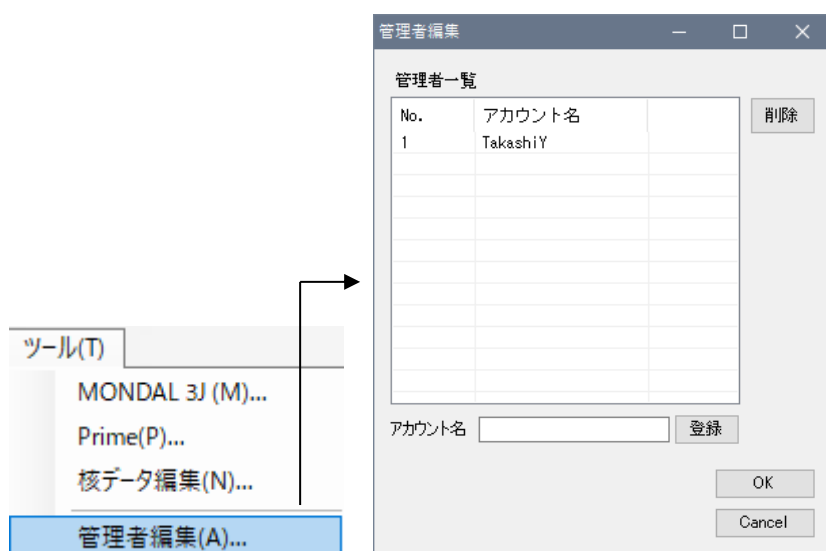 管理者編集
管理者一覧
No. アカウント名
1 TakashiY
削除
アカウント名
登録
OK
Cancel
ツール(T)
MONDAL 3J (M)...
Prime(P)...
核データ編集(N)...
管理者編集(A)...